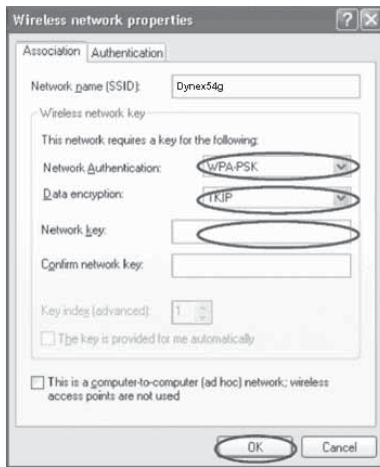 Wireless network properties
Association
Authentication
Network name (SSID):
Dynex54g
Wireless network key
This network requires a key for the following:
Network Authentication:
WPA-PSK
Data encryption:
TKIP
Network key:
Confirm network key:
Key index (advanced):
1
The key is provided for me automatically
This is a computer-to-computer (ad hoc) network; wireless
access points are not used
OK
Cancel